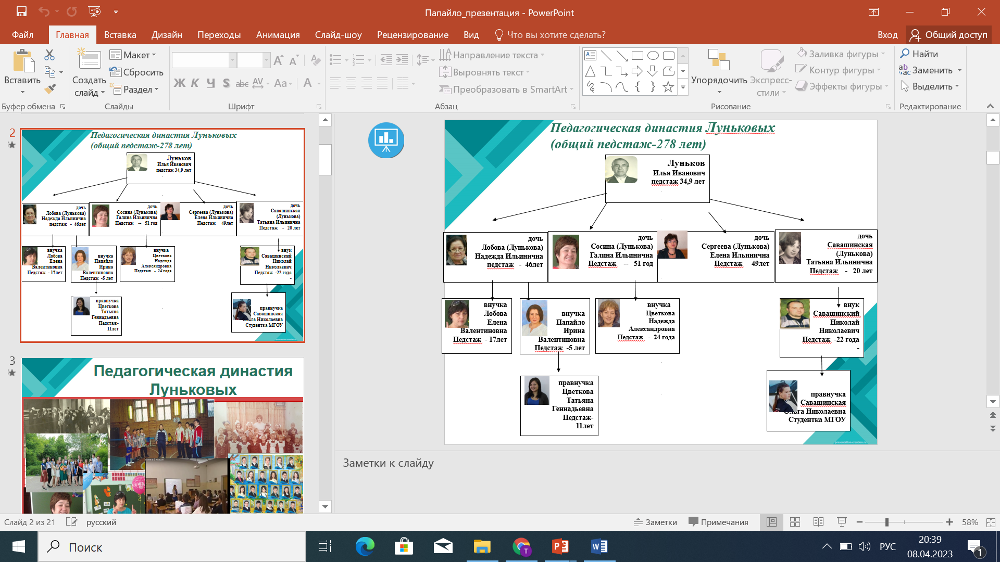 Папайло_презентация - PowerPoint
Файл Главная Вставка Дизайн Переходы Анимация Слайд-шоу Рецензирование Вид Что вы хотите сделать? Вход Общий доступ
Вставить
Создать слайд
Макет
Сбросить
Раздел
Ж К Ч S abc AV Aa A
Направление текста
Выровнять текст
Преобразовать в SmartArt
Упорядочить
Экспресс-стили
Заливка фигуры
Контур фигуры
Эффекты фигуры
Найти
Заменить
Выделить
Буфер обмена Слайды Шрифт Абзац Рисование Редактирование
2
Педагогическая династия Луньковых
(общий педстаж-278 лет)
Луньков
Илья Иванович
педстаж 34,9 лет
дочь
Лобова (Лунькова)
Надежда Ильинична
педстаж - 46лет
дочь
Сосина (Лунькова)
Галина Ильинична
Педстаж -- 51 год
дочь
Сергеева (Лунькова)
Елена Ильинична
Педстаж 49лет
дочь
Савашинская
(Лунькова)
Татьяна Ильинична
Педстаж - 20 лет
внучка
Лобова
Елена
Валентиновна
Педстаж - 17лет
внучка
Папайло
Ирина
Валентиновна
Педстаж -5 лет
внучка
Цветкова
Надежда
Александровна
Педстаж - 24 года
внук
Савашинский
Николай
Николаевич
Педстаж -22 года
-
правнучка
Цветкова
Татьяна
Геннадьевна
Педстаж-
11лет
правнучка
Савашинская
Ольга Николаевна
Студентка МГОУ
3
Педагогическая династия
Луньковых
Педагогическая династия Луньковых
(общий педстаж-278 лет)
Луньков
Илья Иванович
педстаж 34,9 лет
дочь
Лобова (Лунькова)
Надежда Ильинична
педстаж - 46лет
дочь
Сосина (Лунькова)
Галина Ильинична
Педстаж -- 51 год
дочь
Сергеева (Лунькова)
Елена Ильинична
Педстаж 49лет
дочь
Савашинская
(Лунькова)
Татьяна Ильинична
Педстаж - 20 лет
внучка
Лобова
Елена
Валентиновна
Педстаж - 17лет
внучка
Папайло
Ирина
Валентиновна
Педстаж -5 лет
внучка
Цветкова
Надежда
Александровна
Педстаж - 24 года
внук
Савашинский
Николай
Николаевич
Педстаж -22 года
-
правнучка
Цветкова
Татьяна
Геннадьевна
Педстаж-
11лет
правнучка
Савашинская
Ольга Николаевна
Студентка МГОУ
presentation-creation.ru
Заметки к слайду
Слайд 2 из 21 русский Заметки Примечания 58%
Поиск
РУС
20:39
08.04.2023
1